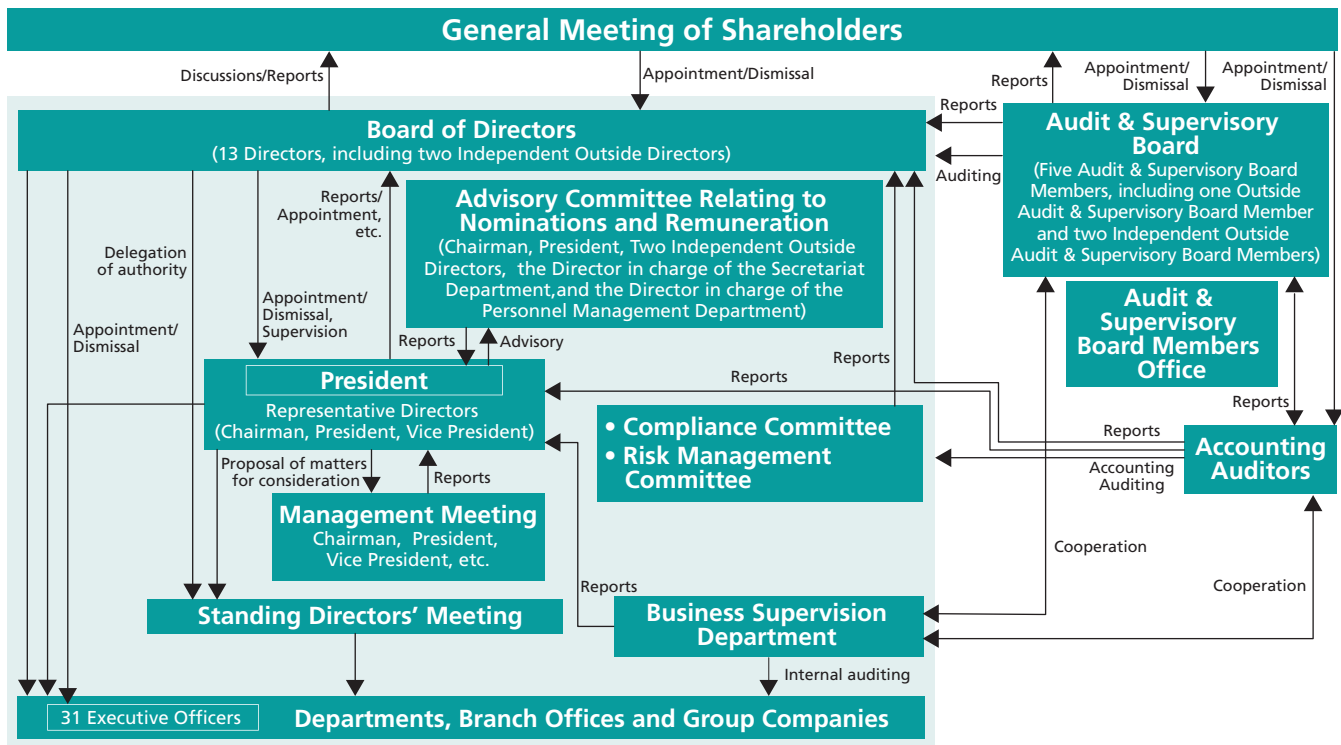 General Meeting of Shareholders
Discussions/Reports
Appointment/Dismissal
Reports
Appointment/
Dismissal
Appointment/
Dismissal
Reports
Board of Directors
(13 Directors, including two Independent Outside Directors)
Auditing
Audit & Supervisory
Board
(Five Audit & Supervisory Board
Members, including one Outside
Audit & Supervisory Board Member
and two Independent Outside
Audit & Supervisory Board Members)
Reports/
Appointment,
etc.
Advisory Committee Relating to
Nominations and Remuneration
(Chairman, President, Two Independent Outside
Directors, the Director in charge of the Secretariat
Department,and the Director in charge of the
Personnel Management Department)
Delegation
of authority
Appointment/
Dismissal,
Supervision
Appointment/
Dismissal
Reports
Advisory
Reports
Audit &
Supervisory
Board Members
Office
President
Representative Directors
(Chairman, President, Vice President)
Reports
Reports
• Compliance Committee
• Risk Management
Committee
Reports
Accounting
Auditing
Accounting
Auditors
Proposal of matters
for consideration
Reports
Management Meeting
Chairman, President,
Vice President, etc.
Cooperation
Cooperation
Reports
Standing Directors’ Meeting
Business Supervision
Department
Internal auditing
31 Executive Officers
Departments, Branch Offices and Group Companies